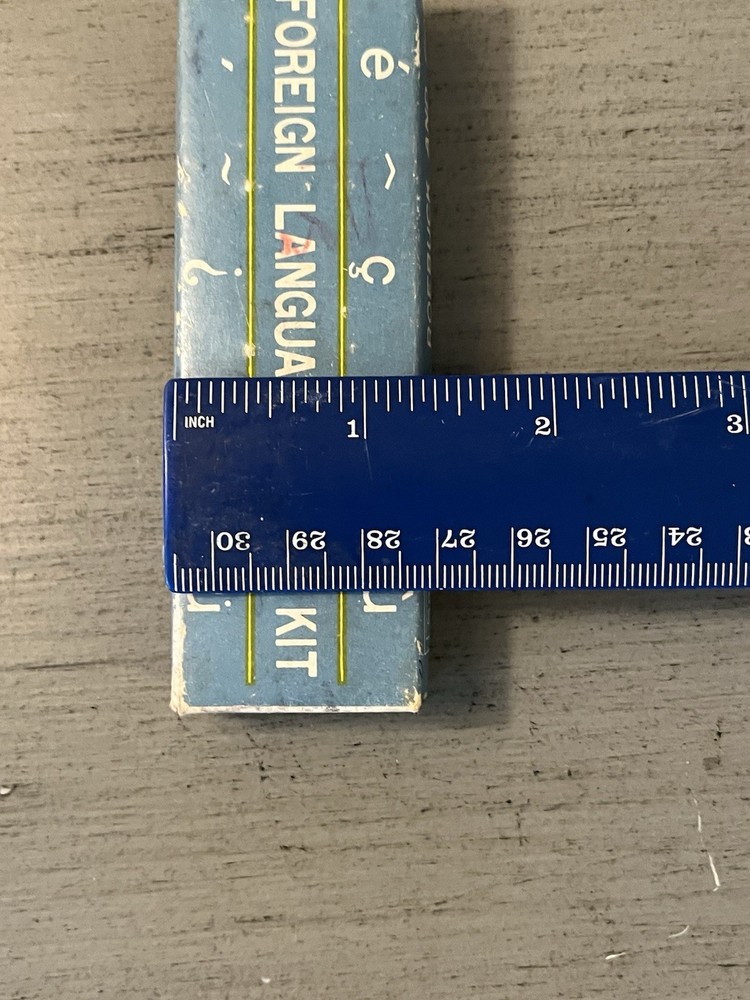 é ^ ç
FOREIGN LANGUA
KIT
´ ~ ¿
INCH 1 2 3
30 29 28 27 26 25 24